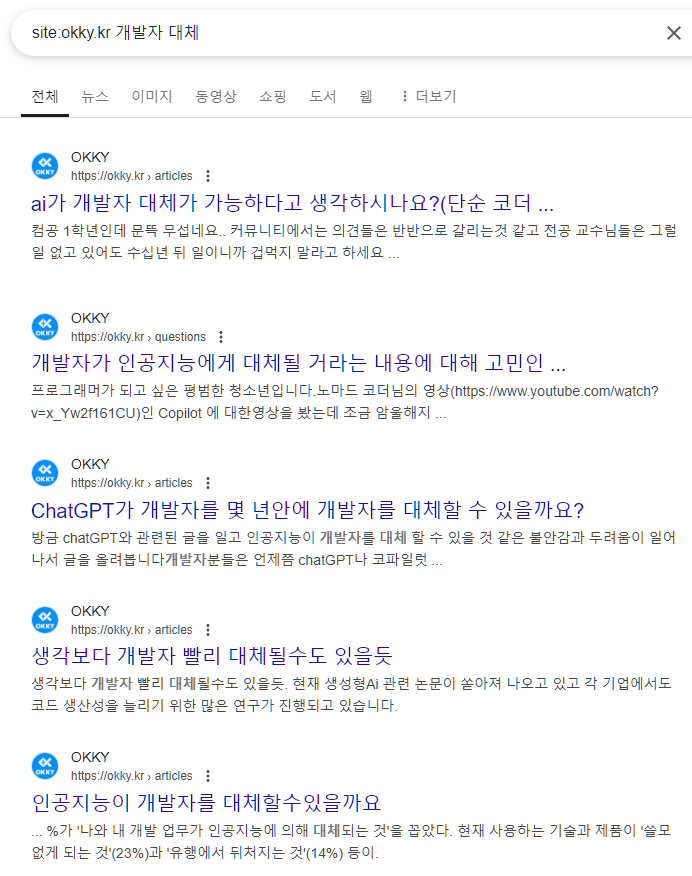 site:okky.kr 개발자 대체
전체 뉴스 이미지 동영상 쇼핑 도서 웹 더보기
OKKY
OKKY
https://okky.kr › articles
ai가 개발자 대체가 가능하다고 생각하시나요?(단순 코더 ...
컴공 1학년인데 문뜩 무섭네요.. 커뮤니티에서는 의견들은 반반으로 갈리는것 같고 전공 교수님들은 그럴
일 없고 있어도 수십년 뒤 일이니까 겁먹지 말라고 하세요 ...
OKKY
OKKY
https://okky.kr › questions
개발자가 인공지능에게 대체될 거라는 내용에 대해 고민인 ...
프로그래머가 되고 싶은 평범한 청소년입니다.노마드 코더님의 영상(https://www.youtube.com/watch?
v=x_Yw2f161CU)인 Copilot 에 대한영상을 봤는데 조금 암울해지 ...
OKKY
OKKY
https://okky.kr › articles
ChatGPT가 개발자를 몇 년안에 개발자를 대체할 수 있을까요?
방금 chatGPT와 관련된 글을 일고 인공지능이 개발자를 대체 할 수 있을 것 같은 불안감과 두려움이 일어
나서 글을 올려봅니다개발자분들은 언제쯤 chatGPT나 코파일럿 ...
OKKY
OKKY
https://okky.kr › articles
생각보다 개발자 빨리 대체될수도 있을듯
생각보다 개발자 빨리 대체될수도 있을듯. 현재 생성형Ai 관련 논문이 쏟아져 나오고 있고 각 기업에서도
코드 생산성을 늘리기 위한 많은 연구가 진행되고 있습니다.
OKKY
OKKY
https://okky.kr › articles
인공지능이 개발자를 대체할수있을까요
... %가 '나와 내 개발 업무가 인공지능에 의해 대체되는 것'을 꼽았다. 현재 사용하는 기술과 제품이 '쓸모
없게 되는 것'(23%)과 '유행에서 뒤처지는 것'(14%) 등이.